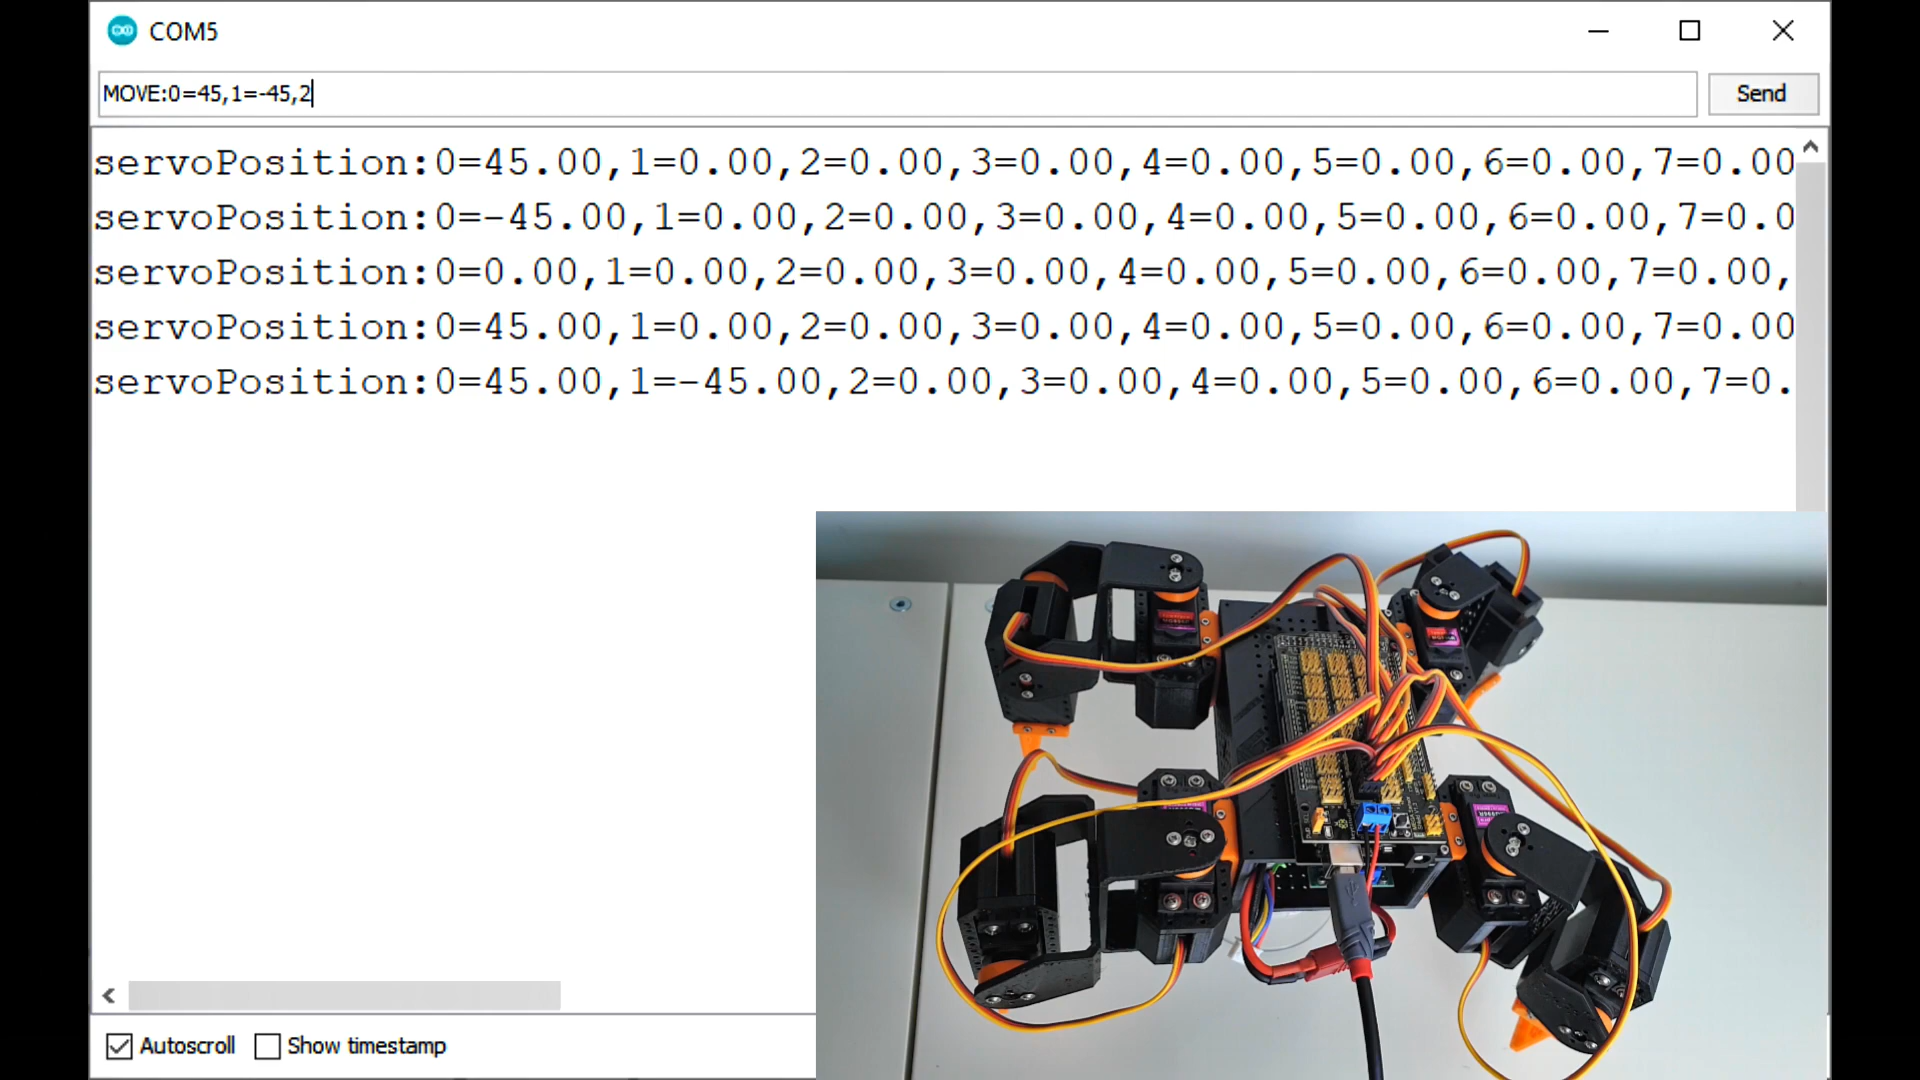 COM5
MOVE:0=45,1=-45,2
Send
servoPosition:0=45.00,1=0.00,2=0.00,3=0.00,4=0.00,5=0.00,6=0.00,7=0.00
servoPosition:0=-45.00,1=0.00,2=0.00,3=0.00,4=0.00,5=0.00,6=0.00,7=0.0
servoPosition:0=0.00,1=0.00,2=0.00,3=0.00,4=0.00,5=0.00,6=0.00,7=0.00,
servoPosition:0=45.00,1=0.00,2=0.00,3=0.00,4=0.00,5=0.00,6=0.00,7=0.00
servoPosition:0=45.00,1=-45.00,2=0.00,3=0.00,4=0.00,5=0.00,6=0.00,7=0.
Autoscroll
Show timestamp